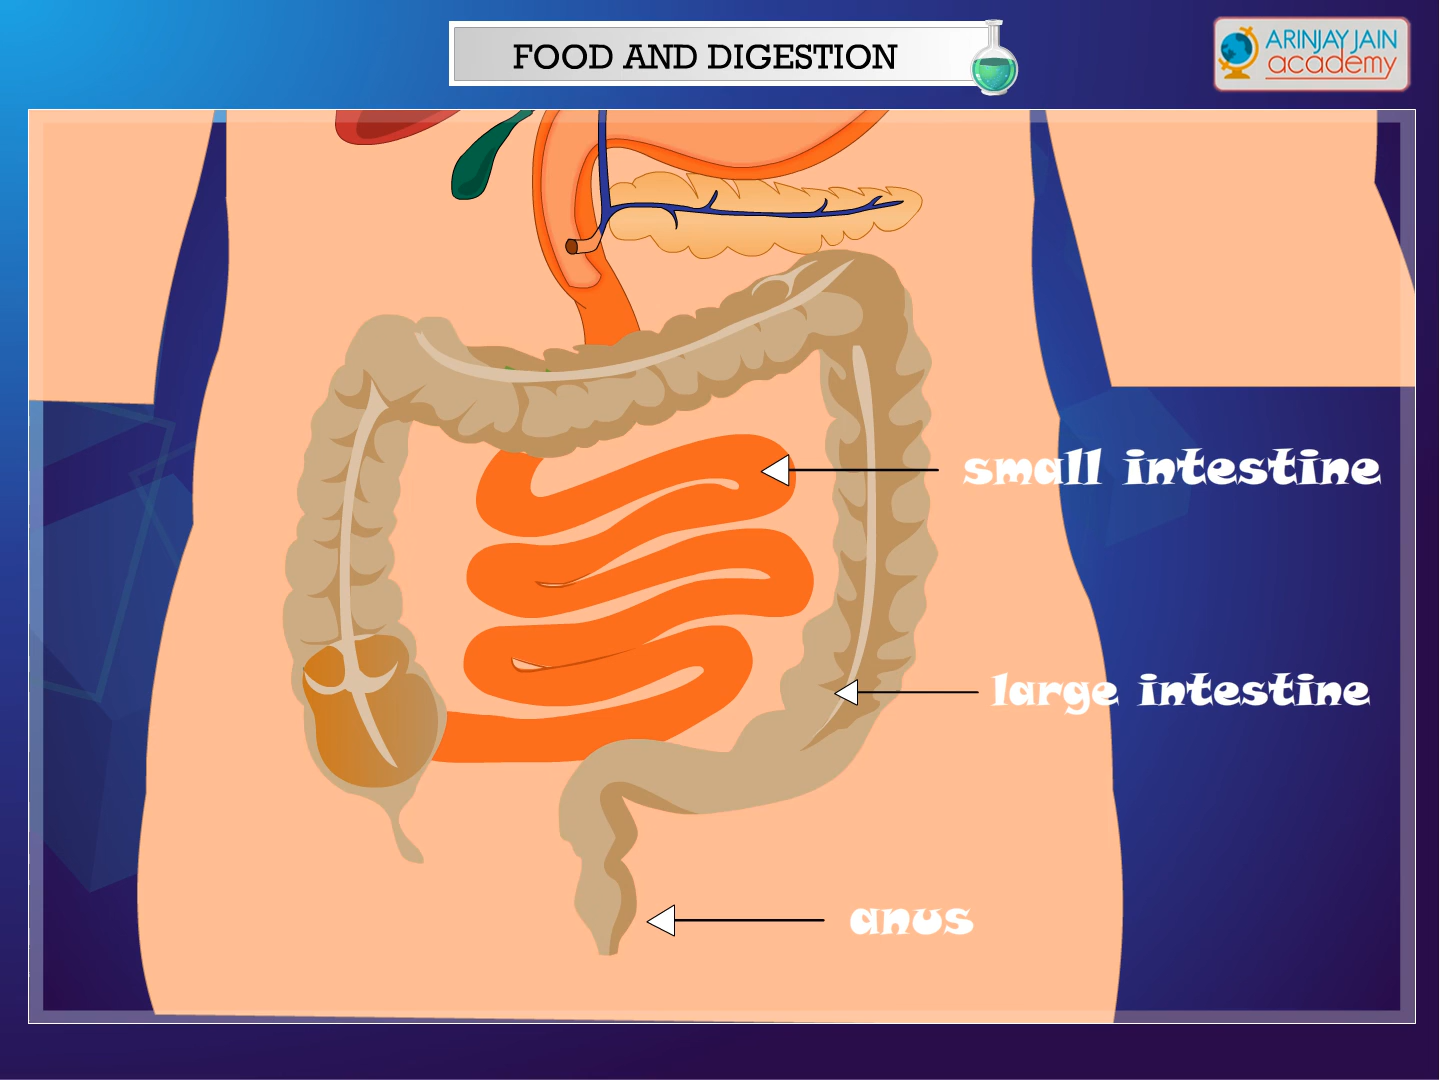 FOOD AND DIGESTION
ARINJAY JAIN
academy
small intestine
large intestine
anus